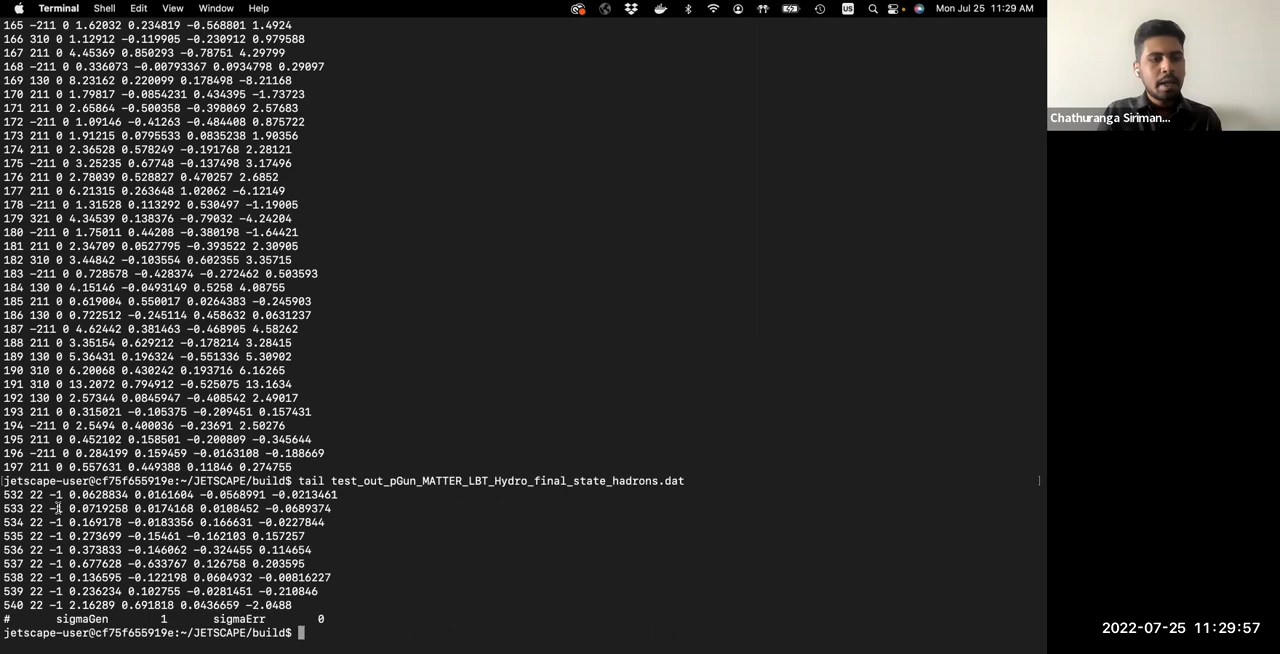 Terminal Shell Edit View Window Help US Mon Jul 25 11:29 AM
165 -211 0 1.62032 0.234819 -0.568801 1.4924
166 310 0 1.12912 -0.119905 -0.230912 0.979588
167 211 0 4.45369 0.850293 -0.78751 4.29799
168 -211 0 0.336073 -0.00793367 0.0934798 0.29097
169 130 0 8.23162 0.220099 0.178498 -8.21168
170 211 0 1.79817 -0.0854231 0.434395 -1.73723
171 211 0 2.65864 -0.500358 -0.398069 2.57683
172 -211 0 1.09146 -0.41263 -0.484408 0.875722
173 211 0 1.91215 0.0795533 0.0835238 1.90356
174 211 0 2.36528 0.578249 -0.191768 2.28121
175 -211 0 3.25235 0.67748 -0.137498 3.17496
176 211 0 2.78039 0.528827 0.470257 2.6852
177 211 0 6.21315 0.263648 1.02062 -6.12149
178 -211 0 1.31528 0.113292 0.530497 -1.19005
179 321 0 4.34539 0.138376 -0.79032 -4.24204
180 -211 0 1.75011 0.44208 -0.380198 -1.64421
181 211 0 2.34709 0.0527795 -0.393522 2.30905
182 310 0 3.44842 -0.103554 0.602355 3.35715
183 -211 0 0.728578 -0.428374 -0.272462 0.503593
184 130 0 4.15146 -0.0493149 0.5258 4.08755
185 211 0 0.619004 0.550017 0.0264383 -0.245903
186 130 0 0.722512 -0.245114 0.458632 0.0631237
187 -211 0 4.62442 0.381463 -0.468905 4.58262
188 211 0 3.35154 0.629212 -0.178214 3.28415
189 130 0 5.36431 0.196324 -0.551336 5.30902
190 310 0 6.20068 0.430242 0.193716 6.16265
191 310 0 13.2072 0.794912 -0.525075 13.1634
192 130 0 2.57344 0.0845947 -0.408542 2.49017
193 211 0 0.315021 -0.105375 -0.209451 0.157431
194 -211 0 2.5494 0.400036 -0.23691 2.50276
195 211 0 0.452102 0.158501 -0.200809 -0.345644
196 -211 0 0.284199 0.159459 -0.0163108 -0.188669
197 211 0 0.557631 0.449388 0.11846 0.274755
[jetscape-user@cf75f655919e:~/JETSCAPE/build$ tail test_out_pGun_MATTER_LBT_Hydro_final_state_hadrons.dat ]
532 22 -1 0.0628834 0.0161604 -0.0568991 -0.0213461
533 22 -1 0.0719258 0.0174168 0.0108452 -0.0689374
534 22 -1 0.169178 -0.0183356 0.166631 -0.0227844
535 22 -1 0.273699 -0.15461 -0.162103 0.157257
536 22 -1 0.373833 -0.146062 -0.324455 0.114654
537 22 -1 0.677628 -0.633767 0.126758 0.203595
538 22 -1 0.136595 -0.122198 0.0604932 -0.00816227
539 22 -1 0.236234 0.102755 -0.0281451 -0.210846
540 22 -1 2.16289 0.691818 0.0436659 -2.0488
# sigmaGen 1 sigmaErr 0
jetscape-user@cf75f655919e:~/JETSCAPE/build$
Chathuranga Siriman...
2022-07-25 11:29:57